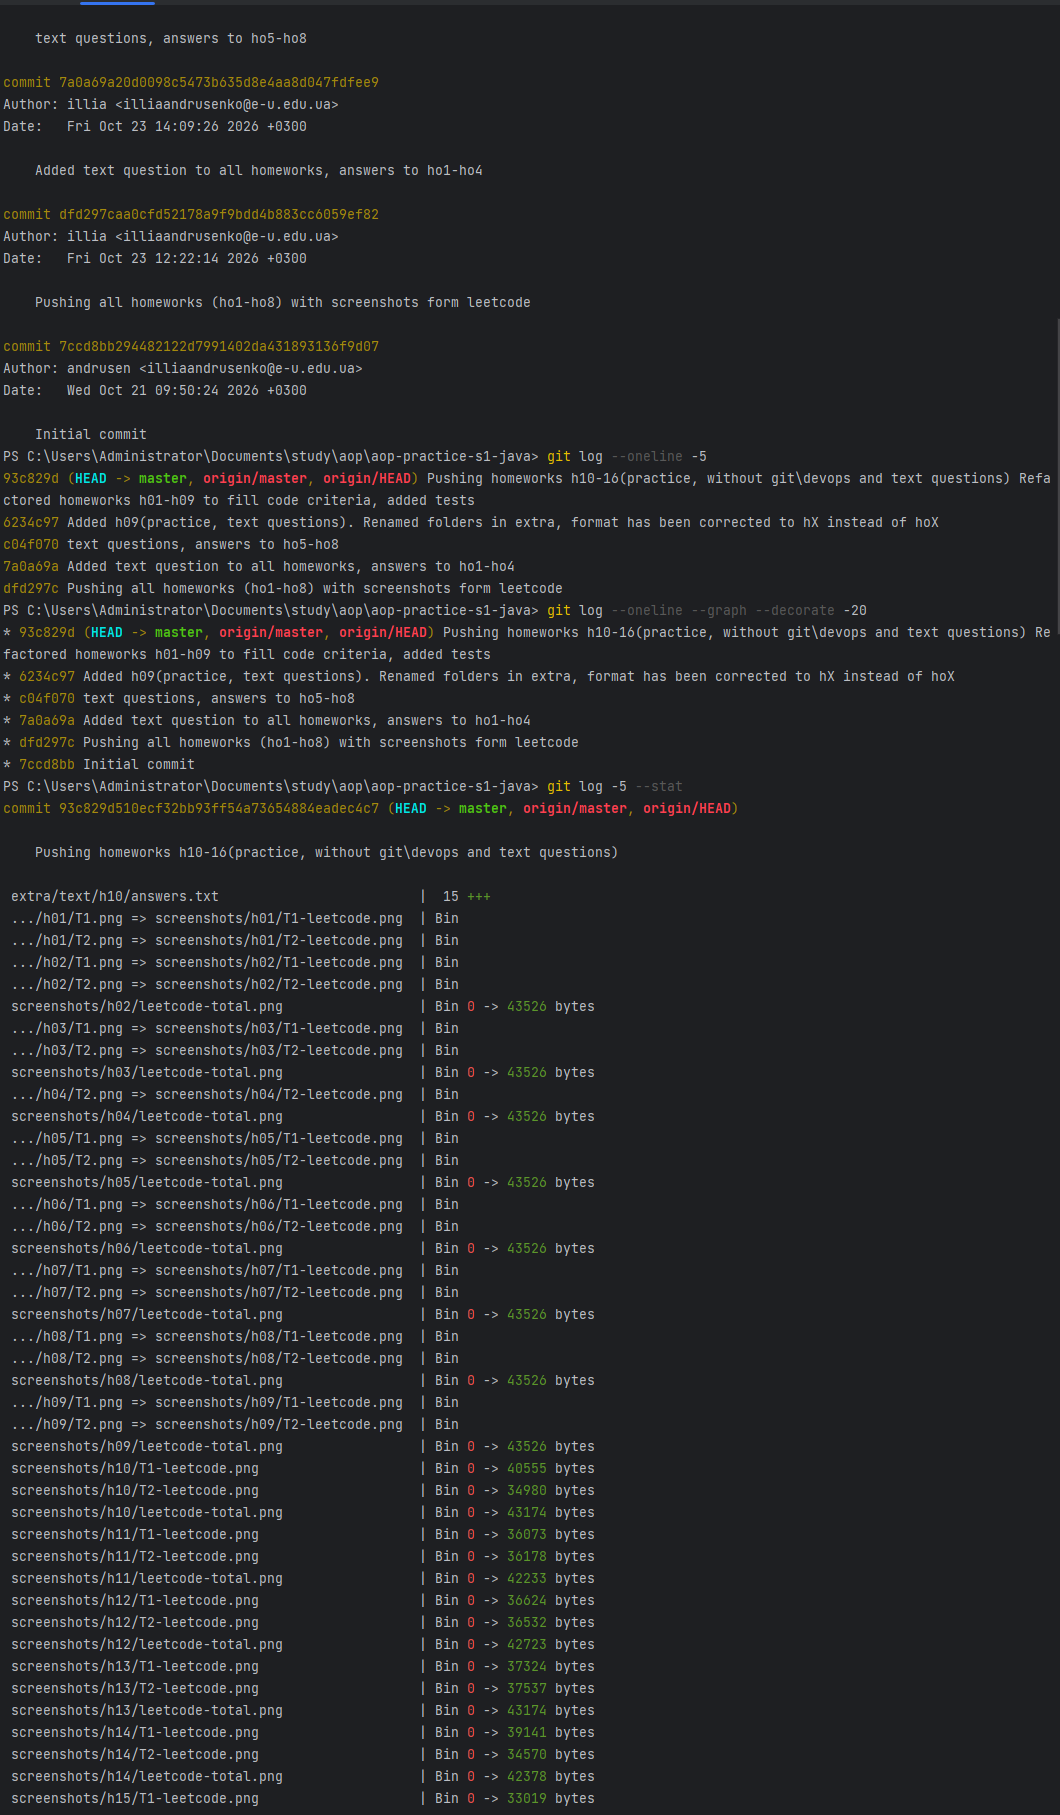 text questions, answers to ho5-ho8
commit 7a0a69a20d0098c5473b635d8e4aa8d047fdfee9
Author: illia <illiaandrusenko@e-u.edu.ua>
Date:   Fri Oct 23 14:09:26 2026 +0300
    Added text question to all homeworks, answers to ho1-ho4
commit dfd297caa0cfd52178a9f9bdd4b883cc6059ef82
Author: illia <illiaandrusenko@e-u.edu.ua>
Date:   Fri Oct 23 12:22:14 2026 +0300
    Pushing all homeworks (ho1-ho8) with screenshots form leetcode
commit 7ccd8bb294482122d7991402da431893136f9d07
Author: andrusen <illiaandrusenko@e-u.edu.ua>
Date:   Wed Oct 21 09:50:24 2026 +0300
    Initial commit
PS C:\Users\Administrator\Documents\study\aop\aop-practice-s1-java> git log --oneline -5
93c829d (HEAD -> master, origin/master, origin/HEAD) Pushing homeworks h10-16(practice, without git\devops and text questions) Refa
ctored homeworks h01-h09 to fill code criteria, added tests
6234c97 Added h09(practice, text questions). Renamed folders in extra, format has been corrected to hX instead of hoX
c04f070 text questions, answers to ho5-ho8
7a0a69a Added text question to all homeworks, answers to ho1-ho4
dfd297c Pushing all homeworks (ho1-ho8) with screenshots form leetcode
PS C:\Users\Administrator\Documents\study\aop\aop-practice-s1-java> git log --oneline --graph --decorate -20
* 93c829d (HEAD -> master, origin/master, origin/HEAD) Pushing homeworks h10-16(practice, without git\devops and text questions) Re
factored homeworks h01-h09 to fill code criteria, added tests
* 6234c97 Added h09(practice, text questions). Renamed folders in extra, format has been corrected to hX instead of hoX
* c04f070 text questions, answers to ho5-ho8
* 7a0a69a Added text question to all homeworks, answers to ho1-ho4
* dfd297c Pushing all homeworks (ho1-ho8) with screenshots form leetcode
* 7ccd8bb Initial commit
PS C:\Users\Administrator\Documents\study\aop\aop-practice-s1-java> git log -5 --stat
commit 93c829d510ecf32bb93ff54a73654884eadec4c7 (HEAD -> master, origin/master, origin/HEAD)
    Pushing homeworks h10-16(practice, without git\devops and text questions)
 extra/text/h10/answers.txt                         |  15 +++
 .../h01/T1.png => screenshots/h01/T1-leetcode.png  | Bin
 .../h01/T2.png => screenshots/h01/T2-leetcode.png  | Bin
 .../h02/T1.png => screenshots/h02/T1-leetcode.png  | Bin
 .../h02/T2.png => screenshots/h02/T2-leetcode.png  | Bin
 screenshots/h02/leetcode-total.png                 | Bin 0 -> 43526 bytes
 .../h03/T1.png => screenshots/h03/T1-leetcode.png  | Bin
 .../h03/T2.png => screenshots/h03/T2-leetcode.png  | Bin
 screenshots/h03/leetcode-total.png                 | Bin 0 -> 43526 bytes
 .../h04/T2.png => screenshots/h04/T2-leetcode.png  | Bin
 screenshots/h04/leetcode-total.png                 | Bin 0 -> 43526 bytes
 .../h05/T1.png => screenshots/h05/T1-leetcode.png  | Bin
 .../h05/T2.png => screenshots/h05/T2-leetcode.png  | Bin
 screenshots/h05/leetcode-total.png                 | Bin 0 -> 43526 bytes
 .../h06/T1.png => screenshots/h06/T1-leetcode.png  | Bin
 .../h06/T2.png => screenshots/h06/T2-leetcode.png  | Bin
 screenshots/h06/leetcode-total.png                 | Bin 0 -> 43526 bytes
 .../h07/T1.png => screenshots/h07/T1-leetcode.png  | Bin
 .../h07/T2.png => screenshots/h07/T2-leetcode.png  | Bin
 screenshots/h07/leetcode-total.png                 | Bin 0 -> 43526 bytes
 .../h08/T1.png => screenshots/h08/T1-leetcode.png  | Bin
 .../h08/T2.png => screenshots/h08/T2-leetcode.png  | Bin
 screenshots/h08/leetcode-total.png                 | Bin 0 -> 43526 bytes
 .../h09/T1.png => screenshots/h09/T1-leetcode.png  | Bin
 .../h09/T2.png => screenshots/h09/T2-leetcode.png  | Bin
 screenshots/h09/leetcode-total.png                 | Bin 0 -> 43526 bytes
 screenshots/h10/T1-leetcode.png                    | Bin 0 -> 40555 bytes
 screenshots/h10/T2-leetcode.png                    | Bin 0 -> 34980 bytes
 screenshots/h10/leetcode-total.png                 | Bin 0 -> 43174 bytes
 screenshots/h11/T1-leetcode.png                    | Bin 0 -> 36073 bytes
 screenshots/h11/T2-leetcode.png                    | Bin 0 -> 36178 bytes
 screenshots/h11/leetcode-total.png                 | Bin 0 -> 42233 bytes
 screenshots/h12/T1-leetcode.png                    | Bin 0 -> 36624 bytes
 screenshots/h12/T2-leetcode.png                    | Bin 0 -> 36532 bytes
 screenshots/h12/leetcode-total.png                 | Bin 0 -> 42723 bytes
 screenshots/h13/T1-leetcode.png                    | Bin 0 -> 37324 bytes
 screenshots/h13/T2-leetcode.png                    | Bin 0 -> 37537 bytes
 screenshots/h13/leetcode-total.png                 | Bin 0 -> 43174 bytes
 screenshots/h14/T1-leetcode.png                    | Bin 0 -> 39141 bytes
 screenshots/h14/T2-leetcode.png                    | Bin 0 -> 34570 bytes
 screenshots/h14/leetcode-total.png                 | Bin 0 -> 42378 bytes
 screenshots/h15/T1-leetcode.png                    | Bin 0 -> 33019 bytes